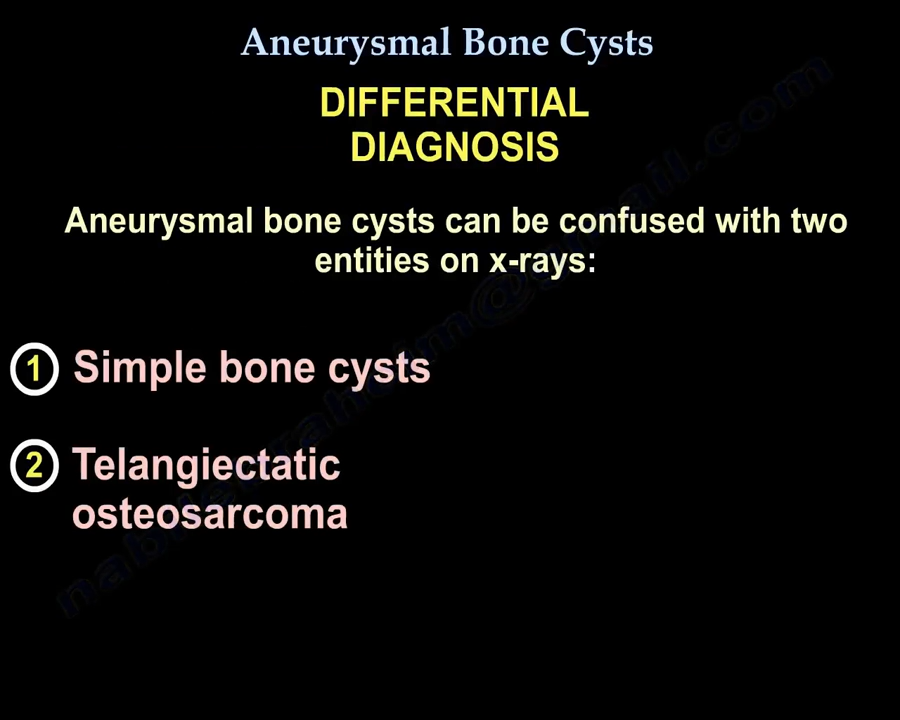 Aneurysmal Bone Cysts
DIFFERENTIAL
DIAGNOSIS
Aneurysmal bone cysts can be confused with two
entities on x-rays:
1 Simple bone cysts
2 Telangiectatic
osteosarcoma